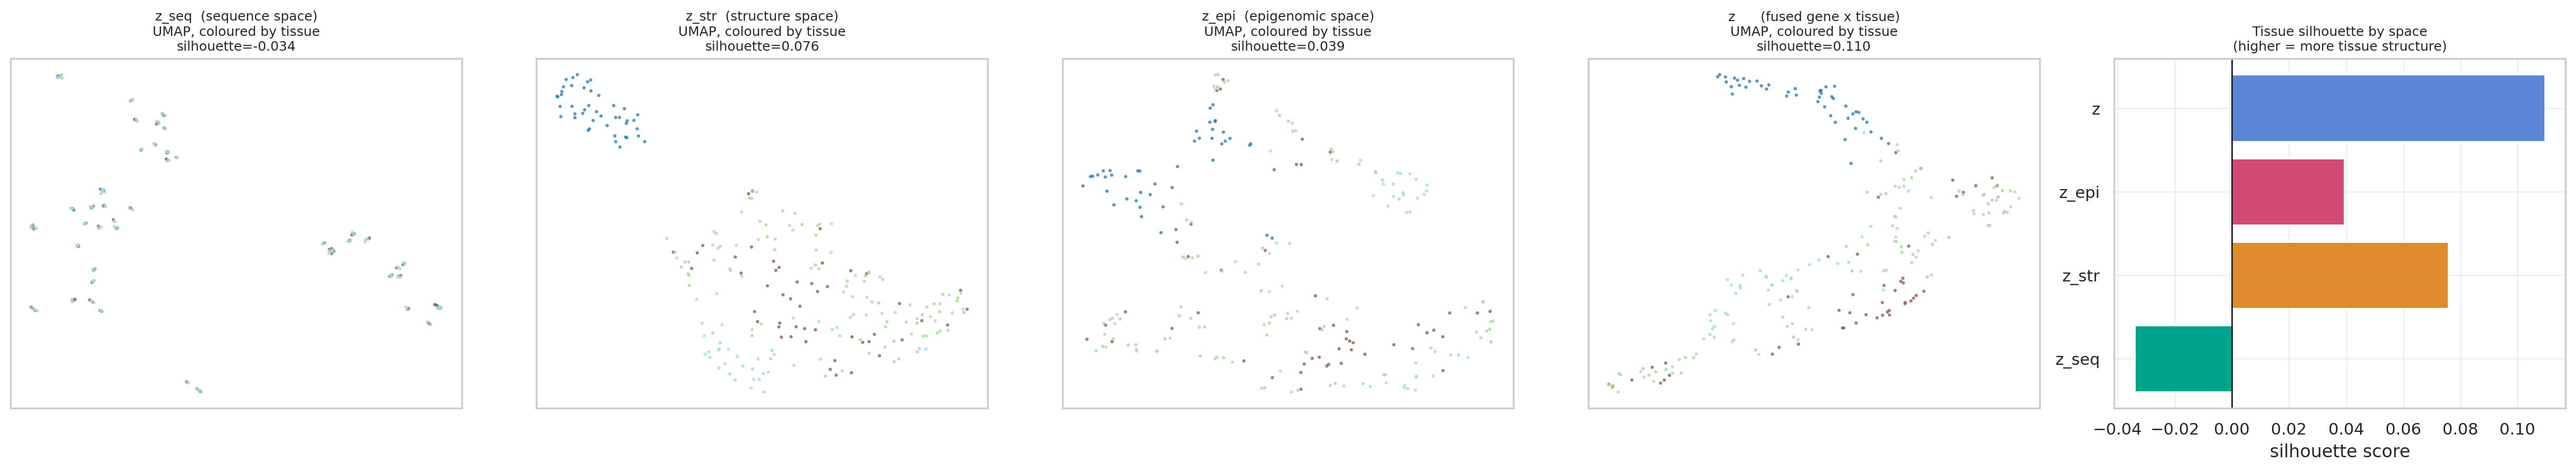 z_seq  (sequence space)
UMAP, coloured by tissue
silhouette=-0.034
z_str  (structure space)
UMAP, coloured by tissue
silhouette=0.076
z_epi  (epigenomic space)
UMAP, coloured by tissue
silhouette=0.039
z      (fused gene x tissue)
UMAP, coloured by tissue
silhouette=0.110
Tissue silhouette by space
(higher = more tissue structure)
z
z_epi
z_str
z_seq
−0.04 −0.02 0.00 0.02 0.04 0.06 0.08 0.10
silhouette score